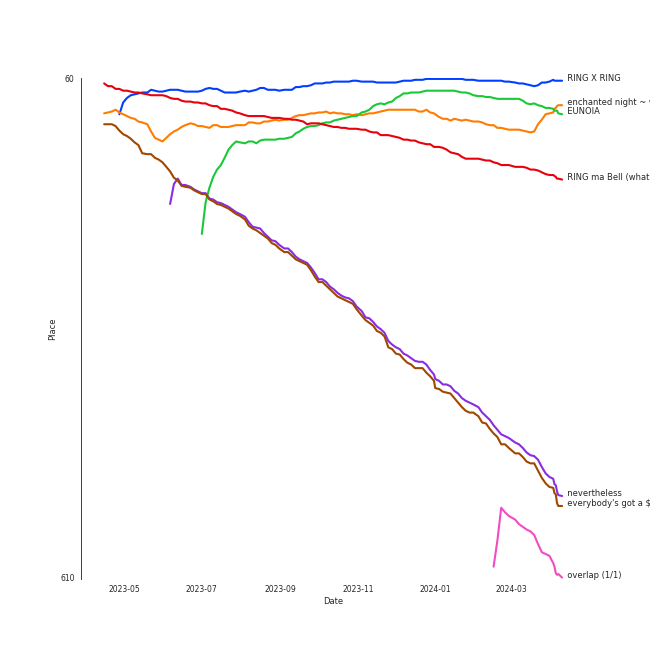 60
RING X RING
enchanted night ~
EUNOIA
RING ma Bell (what
Place
nevertheless
everybody's got a $
overlap (1/1)
610
2023-05 2023-07 2023-09 2023-11 2024-01 2024-03
Date